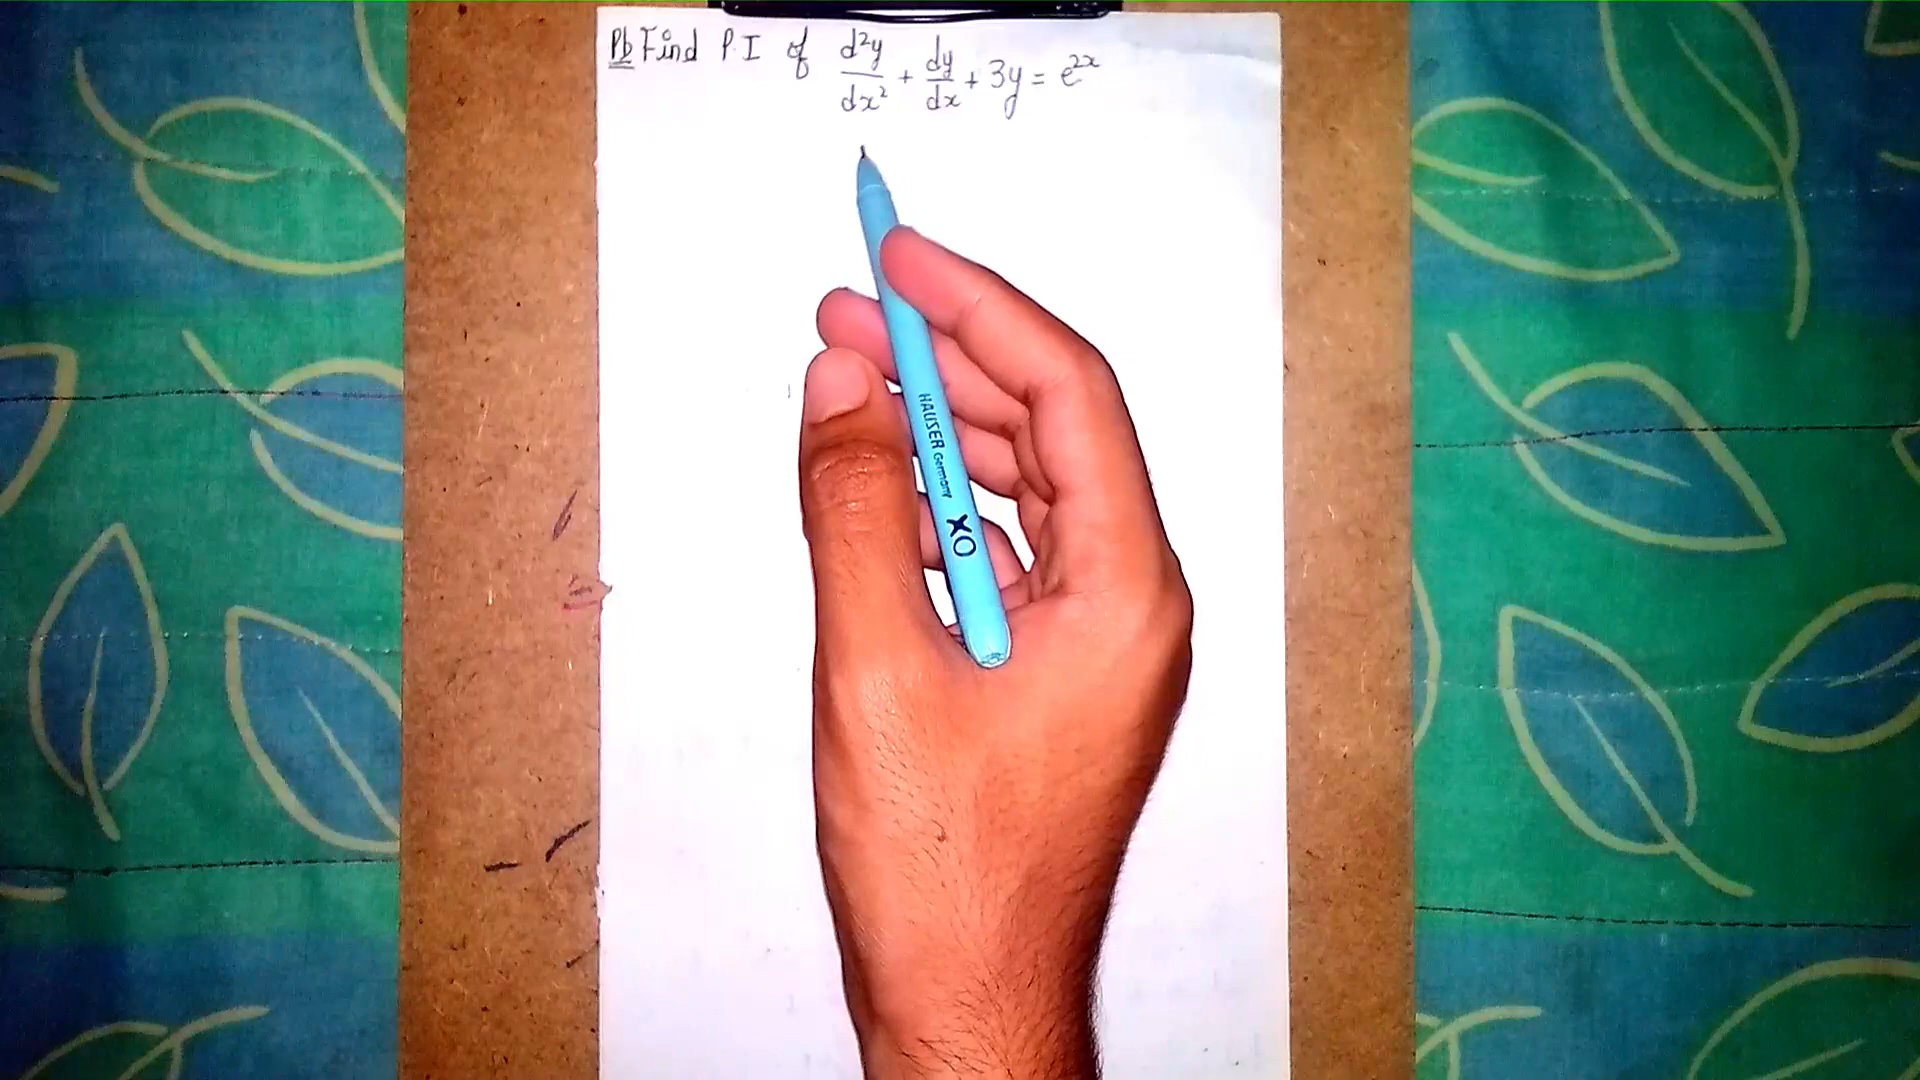 Pb Find P.I of d²y/dx² + dy/dx + 3y = e^2x
HAUSER Germany XO